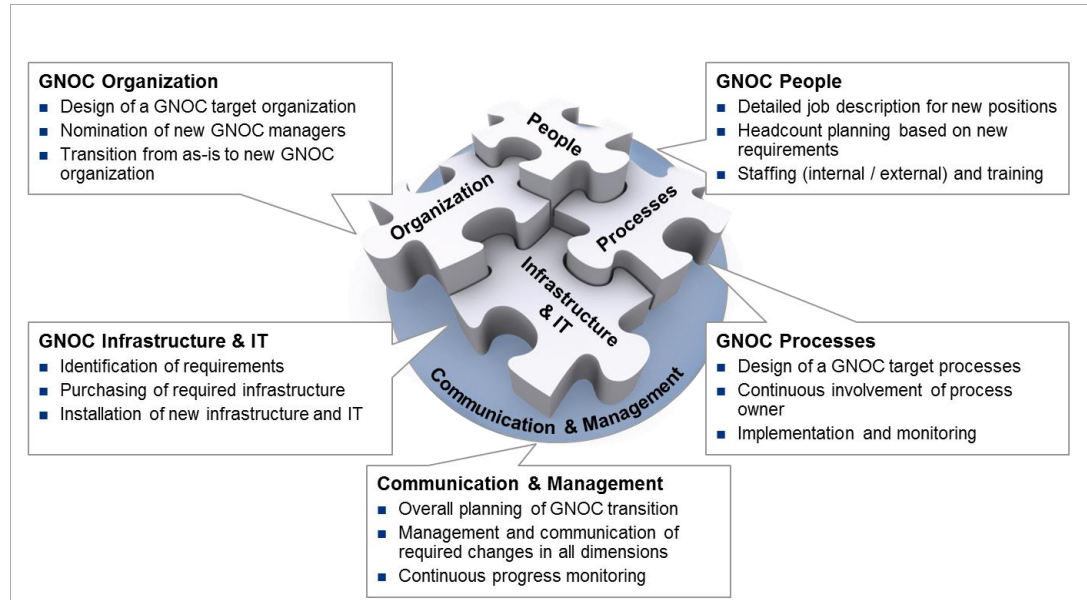 GNOC Organization
■ Design of a GNOC target organization
■ Nomination of new GNOC managers
■ Transition from as-is to new GNOC
organization
GNOC People
■ Detailed job description for new positions
■ Headcount planning based on new
requirements
■ Staffing (internal / external) and training
People
Organization
Processes
Infrastructure
& IT
Communication & Management
GNOC Infrastructure & IT
■ Identification of requirements
■ Purchasing of required infrastructure
■ Installation of new infrastructure and IT
GNOC Processes
■ Design of a GNOC target processes
■ Continuous involvement of process
owner
■ Implementation and monitoring
Communication & Management
■ Overall planning of GNOC transition
■ Management and communication of
required changes in all dimensions
■ Continuous progress monitoring